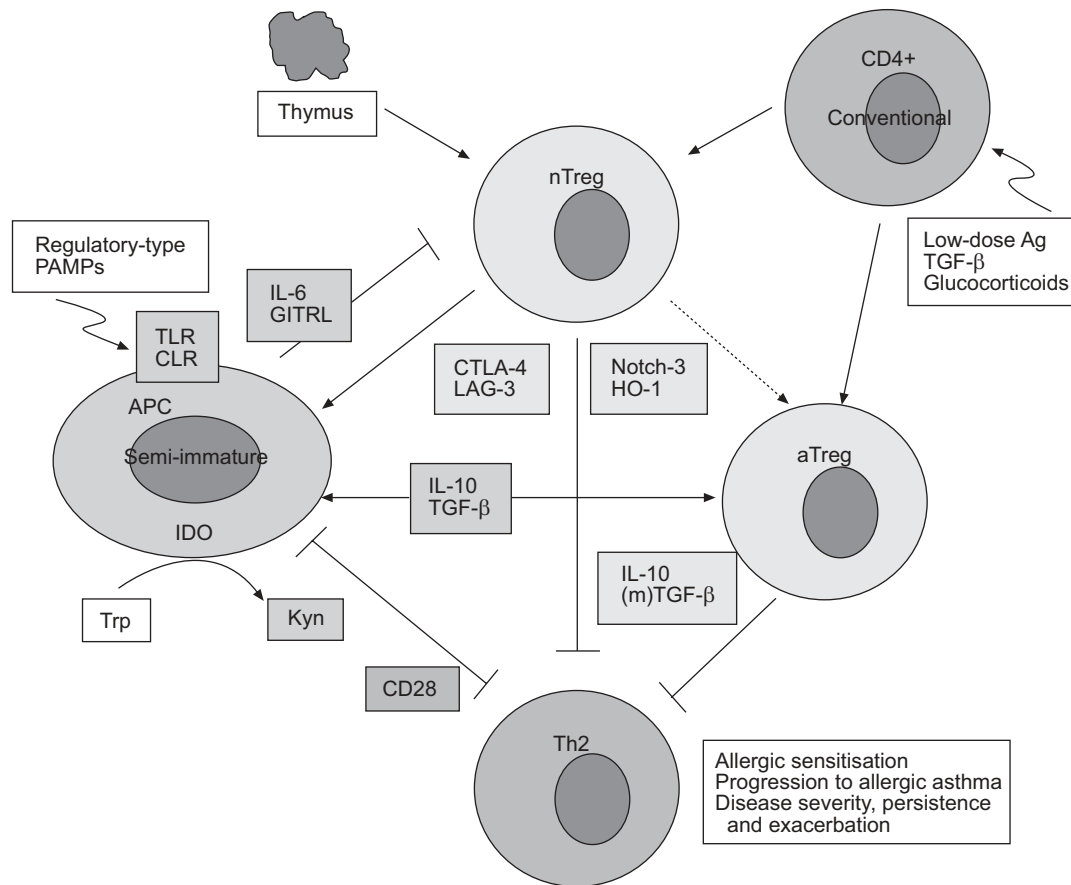 CD4+
Conventional
Thymus
nTreg
Regulatory-type
PAMPs
Low-dose Ag
TGF-β
Glucocorticoids
IL-6
GITRL
TLR
CLR
CTLA-4
LAG-3
Notch-3
HO-1
APC
Semi-immature
IDO
aTreg
IL-10
TGF-β
IL-10
(m)TGF-β
Trp
Kyn
CD28
Th2
Allergic sensitisation
Progression to allergic asthma
Disease severity, persistence
and exacerbation